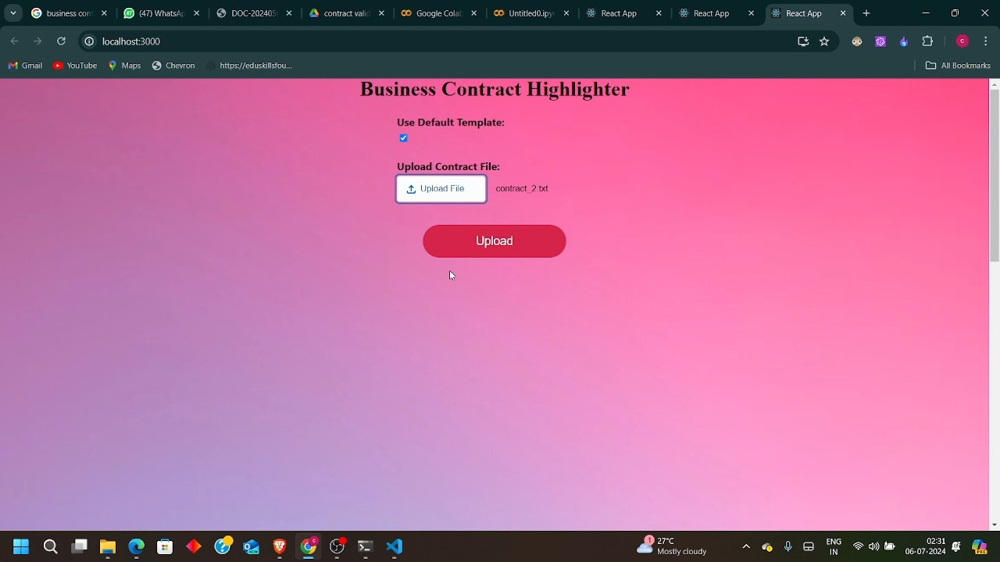 business cont
(47) WhatsAp
DOC-202405
contract valid
Google Colab
Untitled0.ipy
React App
React App
React App
localhost:3000
C
Gmail
YouTube
Maps
Chevron
https://eduskillsfou...
All Bookmarks
Business Contract Highlighter
Use Default Template:
Upload Contract File:
Upload File
contract_2.txt
Upload
1
27°C
Mostly cloudy
ENG
IN
02:31
06-07-2024